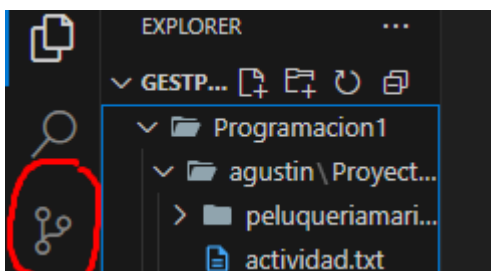 EXPLORER ...
GESTP...
Programacion1
agustin\Proyect...
peluqueriamari...
actividad.txt